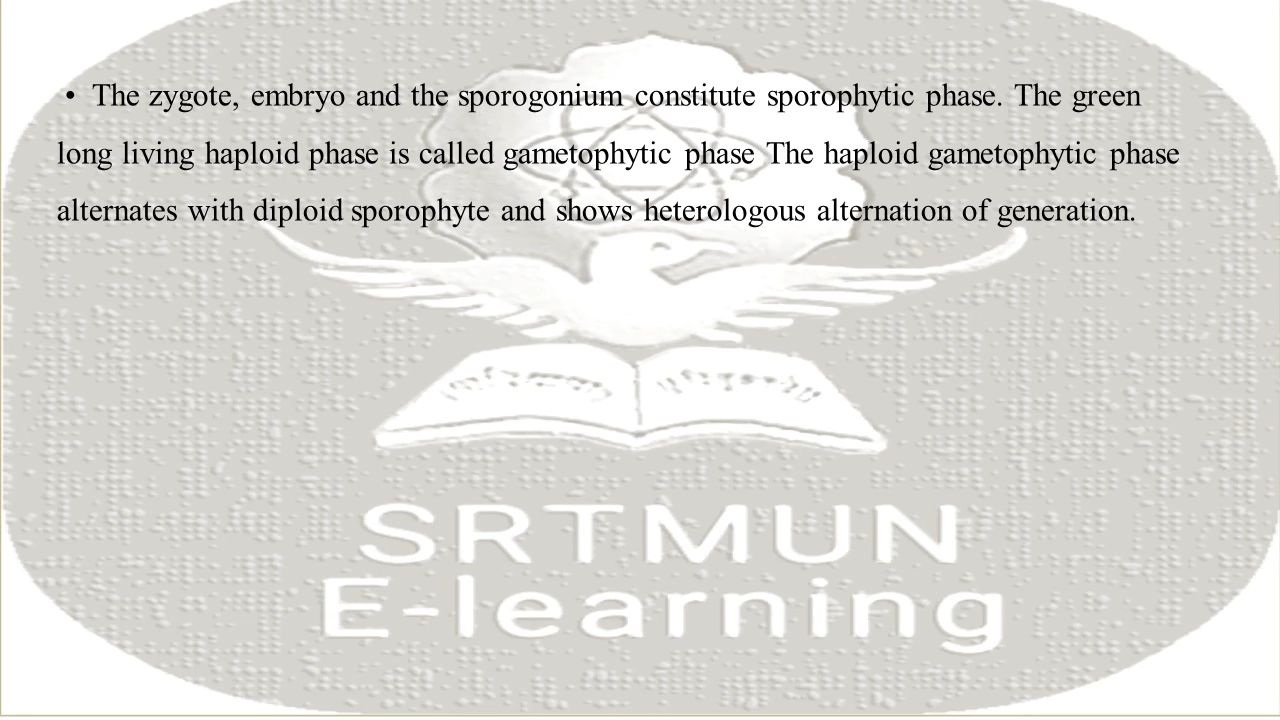 • The zygote, embryo and the sporogonium constitute sporophytic phase. The green
long living haploid phase is called gametophytic phase The haploid gametophytic phase
alternates with diploid sporophyte and shows heterologous alternation of generation.
SRTMUN
E-learning